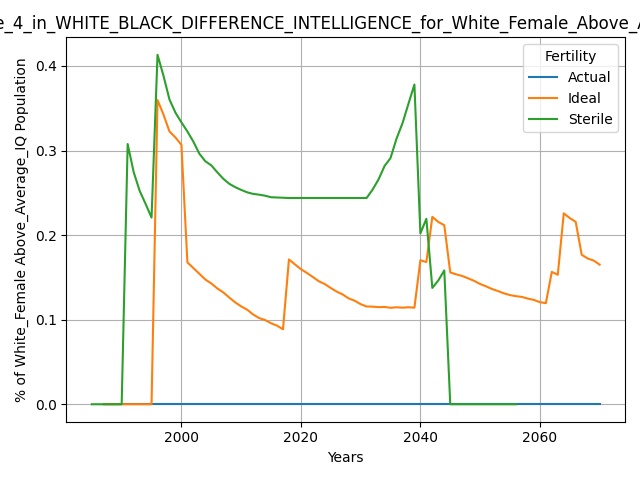 e_4_in_WHITE_BLACK_DIFFERENCE_INTELLIGENCE_for_White_Female_Above_A
Fertility
Actual
Ideal
Sterile
% of White_Female Above_Average_IQ Population
0.4
0.3
0.2
0.1
0.0
2000 2020 2040 2060
Years